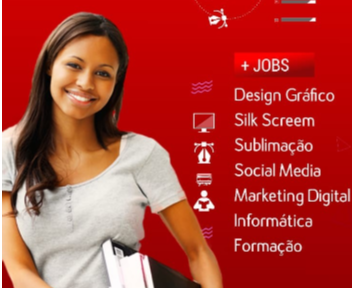 + JOBS
Design Gráfico
Silk Screem
Sublimação
Social Media
Marketing Digital
Informática
Formação